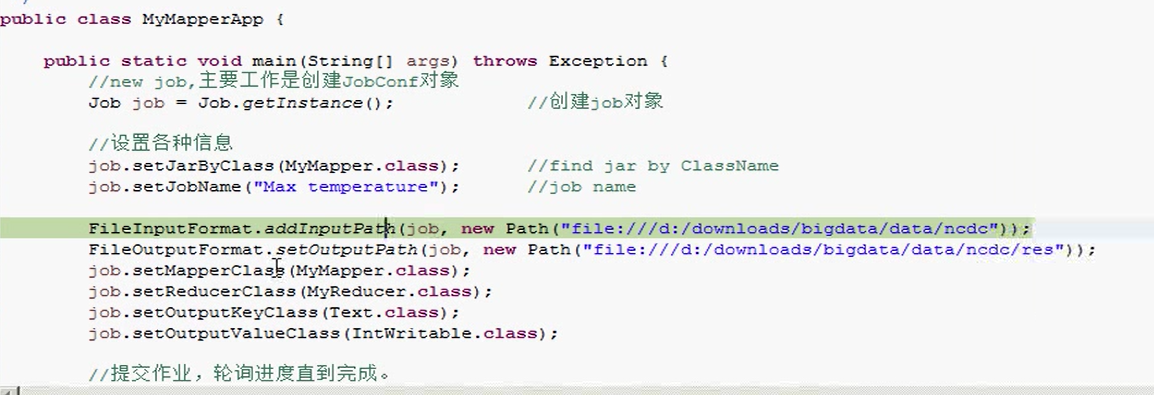 public class MyMapperApp {
public static void main(String[] args) throws Exception {
//new job,主要工作是创建JobConf对象
Job job = Job.getInstance(); //创建job对象
//设置各种信息
job.setJarByClass(MyMapper.class); //find jar by ClassName
job.setJobName("Max temperature"); //job name
FileInputFormat.addInputPath(job, new Path("file:///d:/downloads/bigdata/data/ncdc"));
FileOutputFormat.setOutputPath(job, new Path("file:///d:/downloads/bigdata/data/ncdc/res"));
job.setMapperClass(MyMapper.class);
job.setReducerClass(MyReducer.class);
job.setOutputKeyClass(Text.class);
job.setOutputValueClass(IntWritable.class);
//提交作业，轮询进度直到完成。